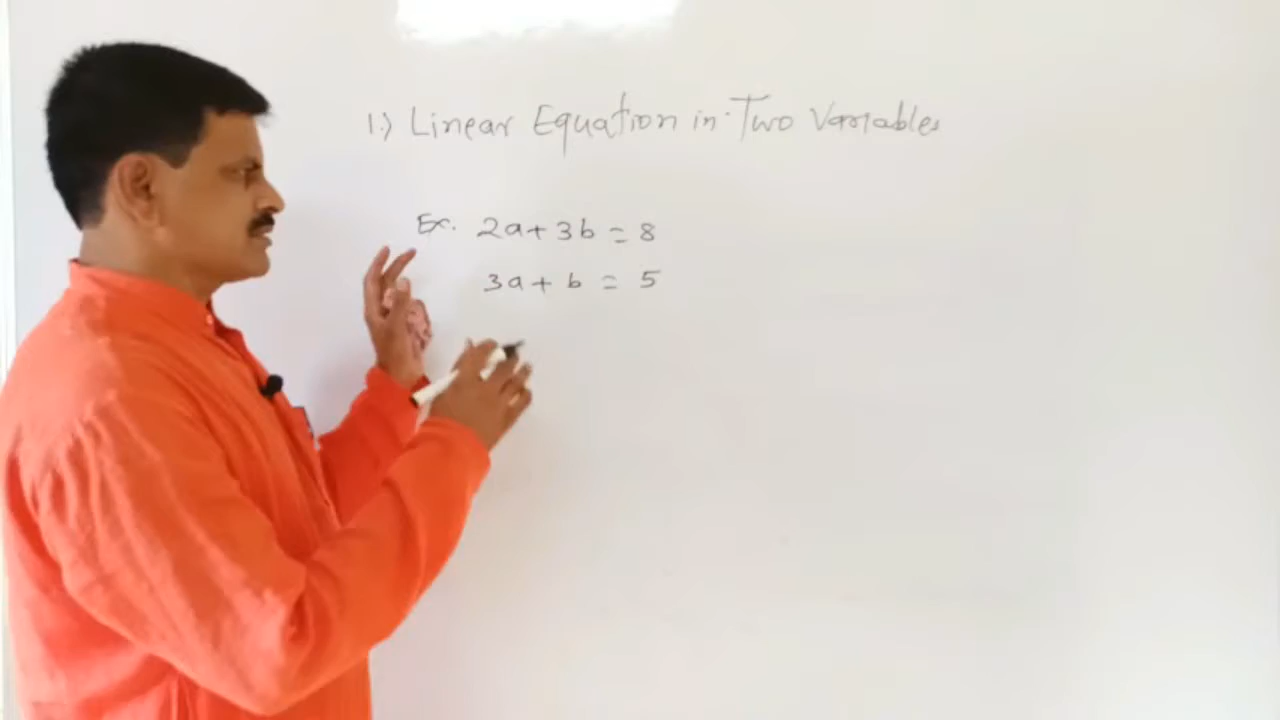 1.) Linear Equation in Two Variables
Ex. 2a + 3b = 8
3a + b = 5